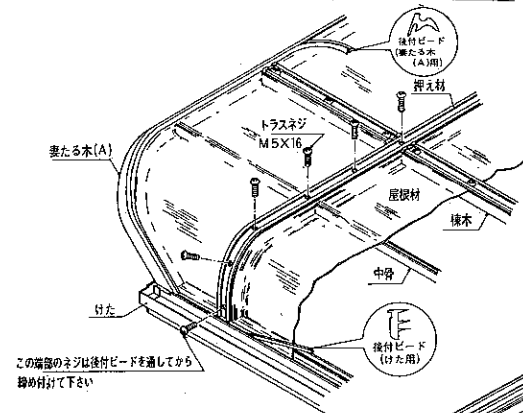 後付ビード
(妻たる木
(A)用)
押え材
トラスネジ
M5X16
妻たる木(A)
屋根材
棟木
中骨
けた
後付ビード
(けた用)
この端部のネジは後付ビードを通してから
締め付けて下さい